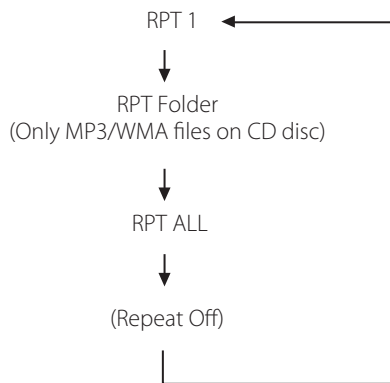 RPT 1
RPT Folder
(Only MP3/WMA files on CD disc)
RPT ALL
(Repeat Off)